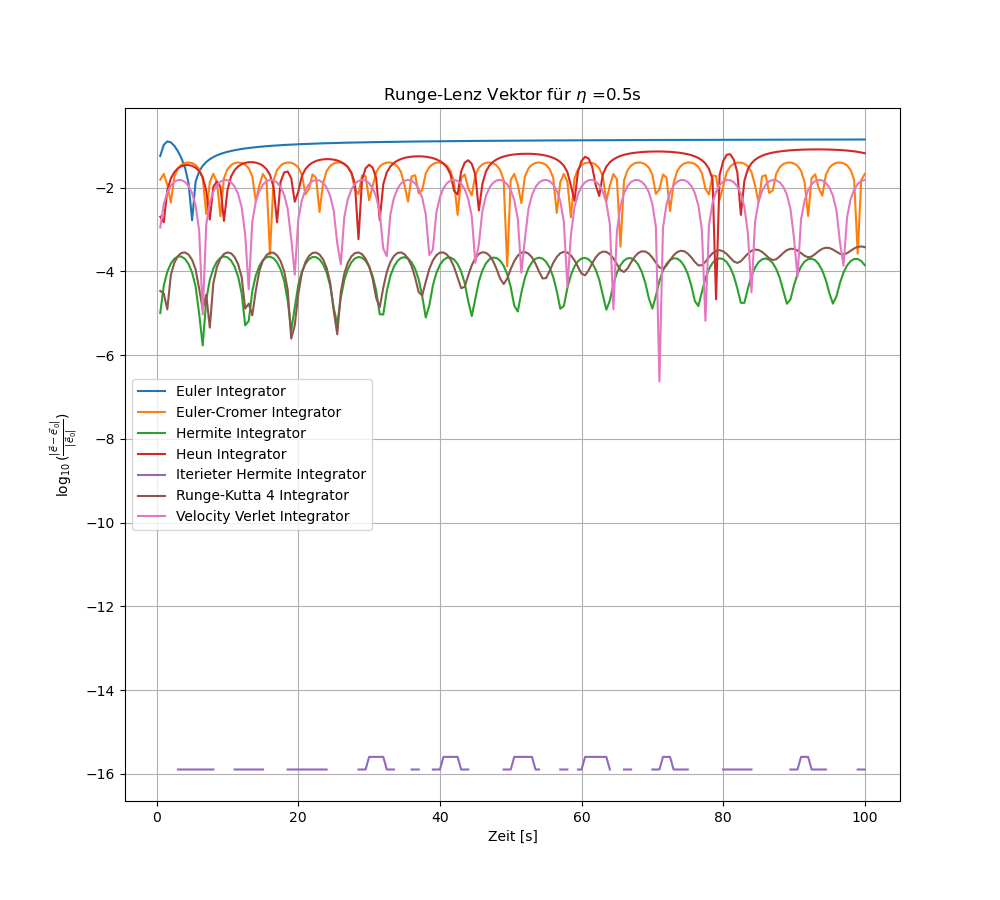 Runge-Lenz Vektor für η =0.5s
−2
−4
−6
−8
−10
−12
−14
−16
log₁₀(|e⃗ − e⃗₀| / |e⃗₀|)
Euler Integrator
Euler-Cromer Integrator
Hermite Integrator
Heun Integrator
Iterieter Hermite Integrator
Runge-Kutta 4 Integrator
Velocity Verlet Integrator
0 20 40 60 80 100
Zeit [s]